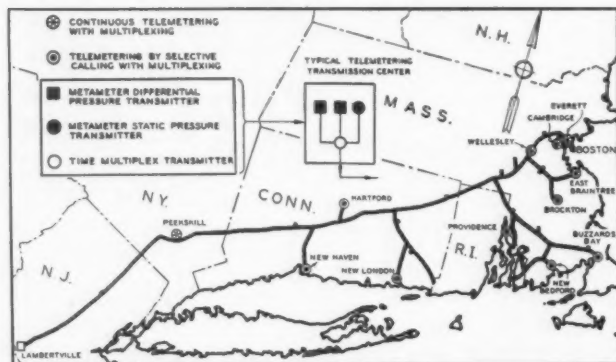 CONTINUOUS TELEMETERING
WITH MULTIPLEXING
TELEMETERING BY SELECTIVE
CALLING WITH MULTIPLEXING
METAMETER DIFFERENTIAL
PRESSURE TRANSMITTER
METAMETER STATIC PRESSURE
TRANSMITTER
TIME MULTIPLEX TRANSMITTER
TYPICAL TELEMETERING
TRANSMISSION CENTER
N.H.
MASS.
EVERETT
CAMBRIDGE
WELLESLEY
BOSTON
EAST
BRAINTREE
BROCKTON
N.Y.
CONN.
HARTFORD
PEEKSKILL
PROVIDENCE
R.I.
BUZZARDS
BAY
N.J.
NEW HAVEN
NEW LONDON
NEW
BEDFORD
LAMBERTVILLE